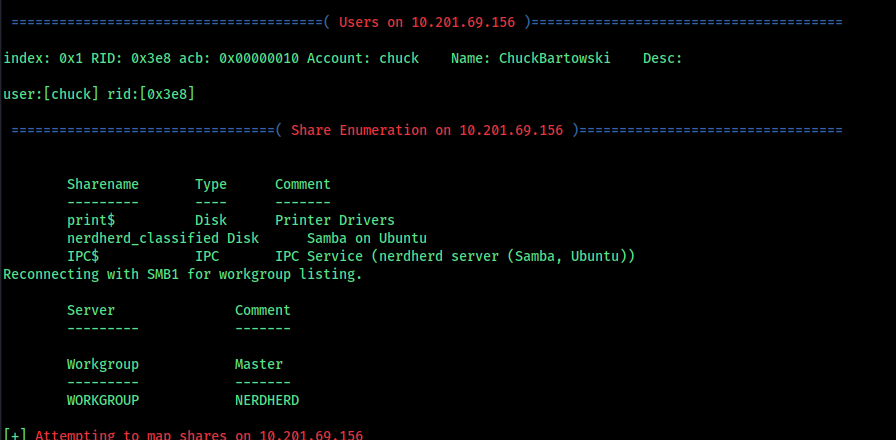 =======================================( Users on 10.201.69.156 )=======================================
index: 0x1 RID: 0x3e8 acb: 0x00000010 Account: chuck    Name: ChuckBartowski    Desc:
user:[chuck] rid:[0x3e8]
=================================( Share Enumeration on 10.201.69.156 )=================================
Sharename       Type      Comment
---------       ----      -------
print$          Disk      Printer Drivers
nerdherd_classified Disk      Samba on Ubuntu
IPC$            IPC       IPC Service (nerdherd server (Samba, Ubuntu))
Reconnecting with SMB1 for workgroup listing.
Server               Comment
---------            -------
Workgroup            Master
---------            -------
WORKGROUP            NERDHERD
[+] Attempting to map shares on 10.201.69.156